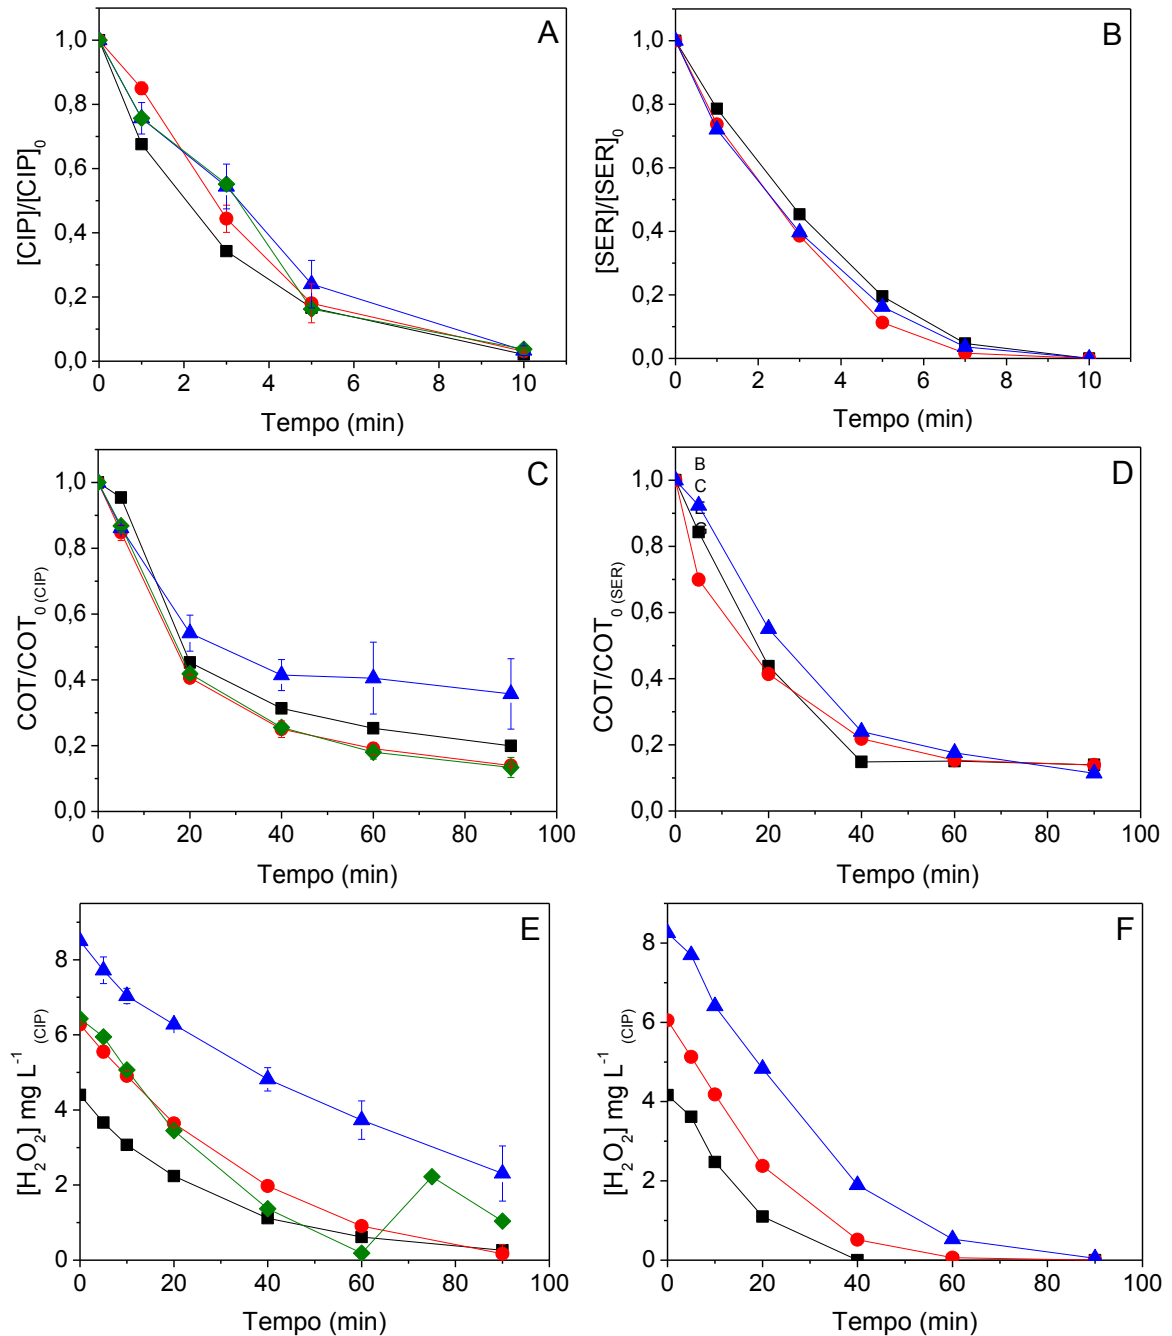 A
1,0
0,8
0,6
0,4
0,2
0,0
[CIP]/[CIP]0
0 2 4 6 8 10
Tempo (min)
B
1,0
0,8
0,6
0,4
0,2
0,0
[SER]/[SER]0
0 2 4 6 8 10
Tempo (min)
C
1,0
0,8
0,6
0,4
0,2
0,0
COT/COT0 (CIP)
0 20 40 60 80 100
Tempo (min)
D
B
C
G
1,0
0,8
0,6
0,4
0,2
0,0
COT/COT0 (SER)
0 20 40 60 80 100
Tempo (min)
E
8
6
4
2
0
[H2O2] mg L-1 (CIP)
0 20 40 60 80 100
Tempo (min)
F
8
6
4
2
0
[H2O2] mg L-1 (CIP)
0 20 40 60 80 100
Tempo (min)